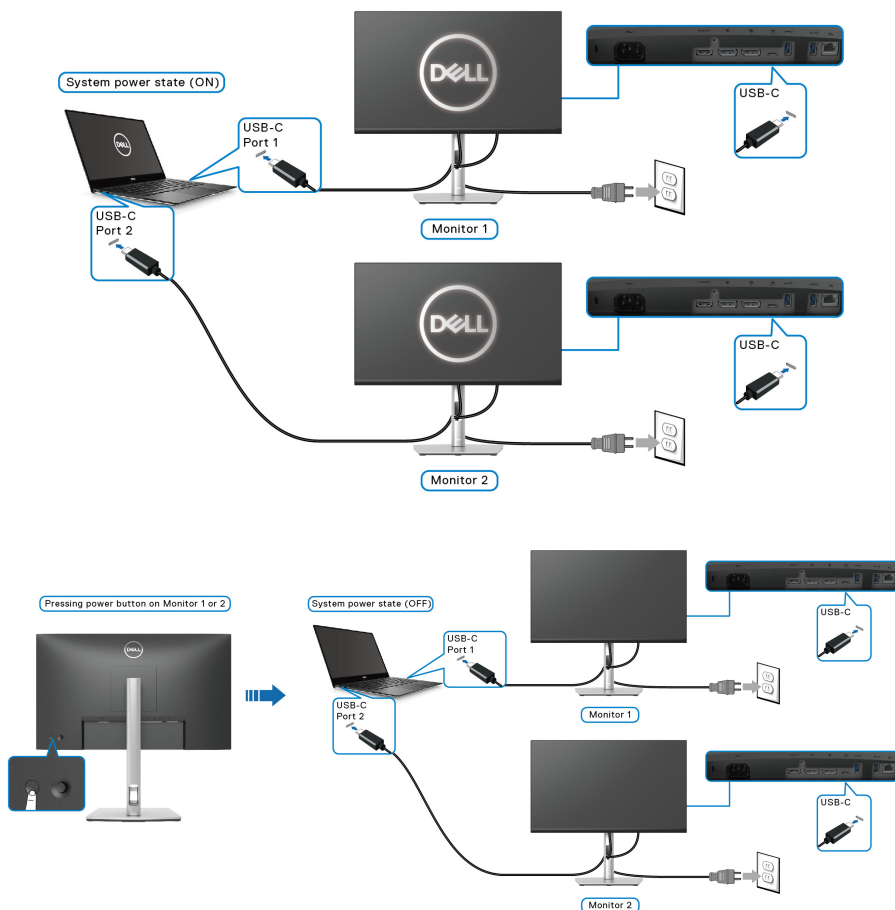 System power state (ON)
DELL
USB-C
DELL
USB-C
Port 1
Monitor 1
USB-C
Port 2
DELL
USB-C
Monitor 2
Pressing power button on Monitor 1 or 2
System power state (OFF)
DELL
USB-C
USB-C
Port 1
USB-C
Port 2
Monitor 1
USB-C
Monitor 2